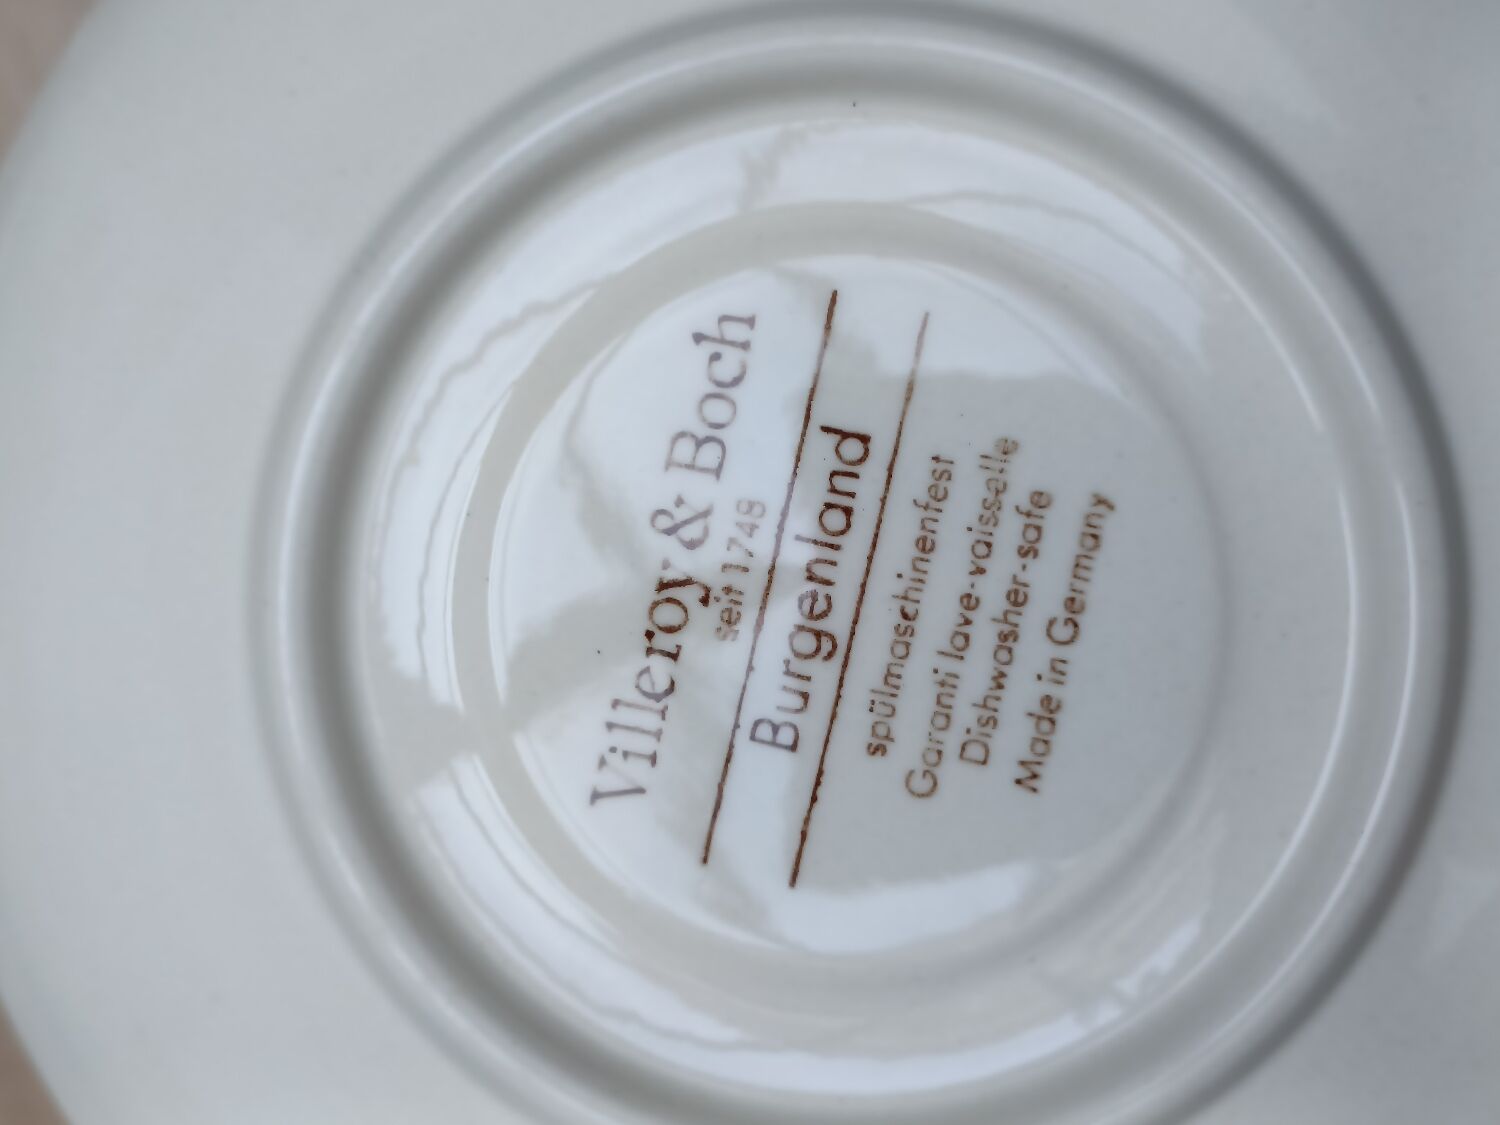 Villeroy & Boch
seit 1748
Burgenland
spülmaschinenfest
Garanti lave-vaisselle
Dishwasher-safe
Made in Germany